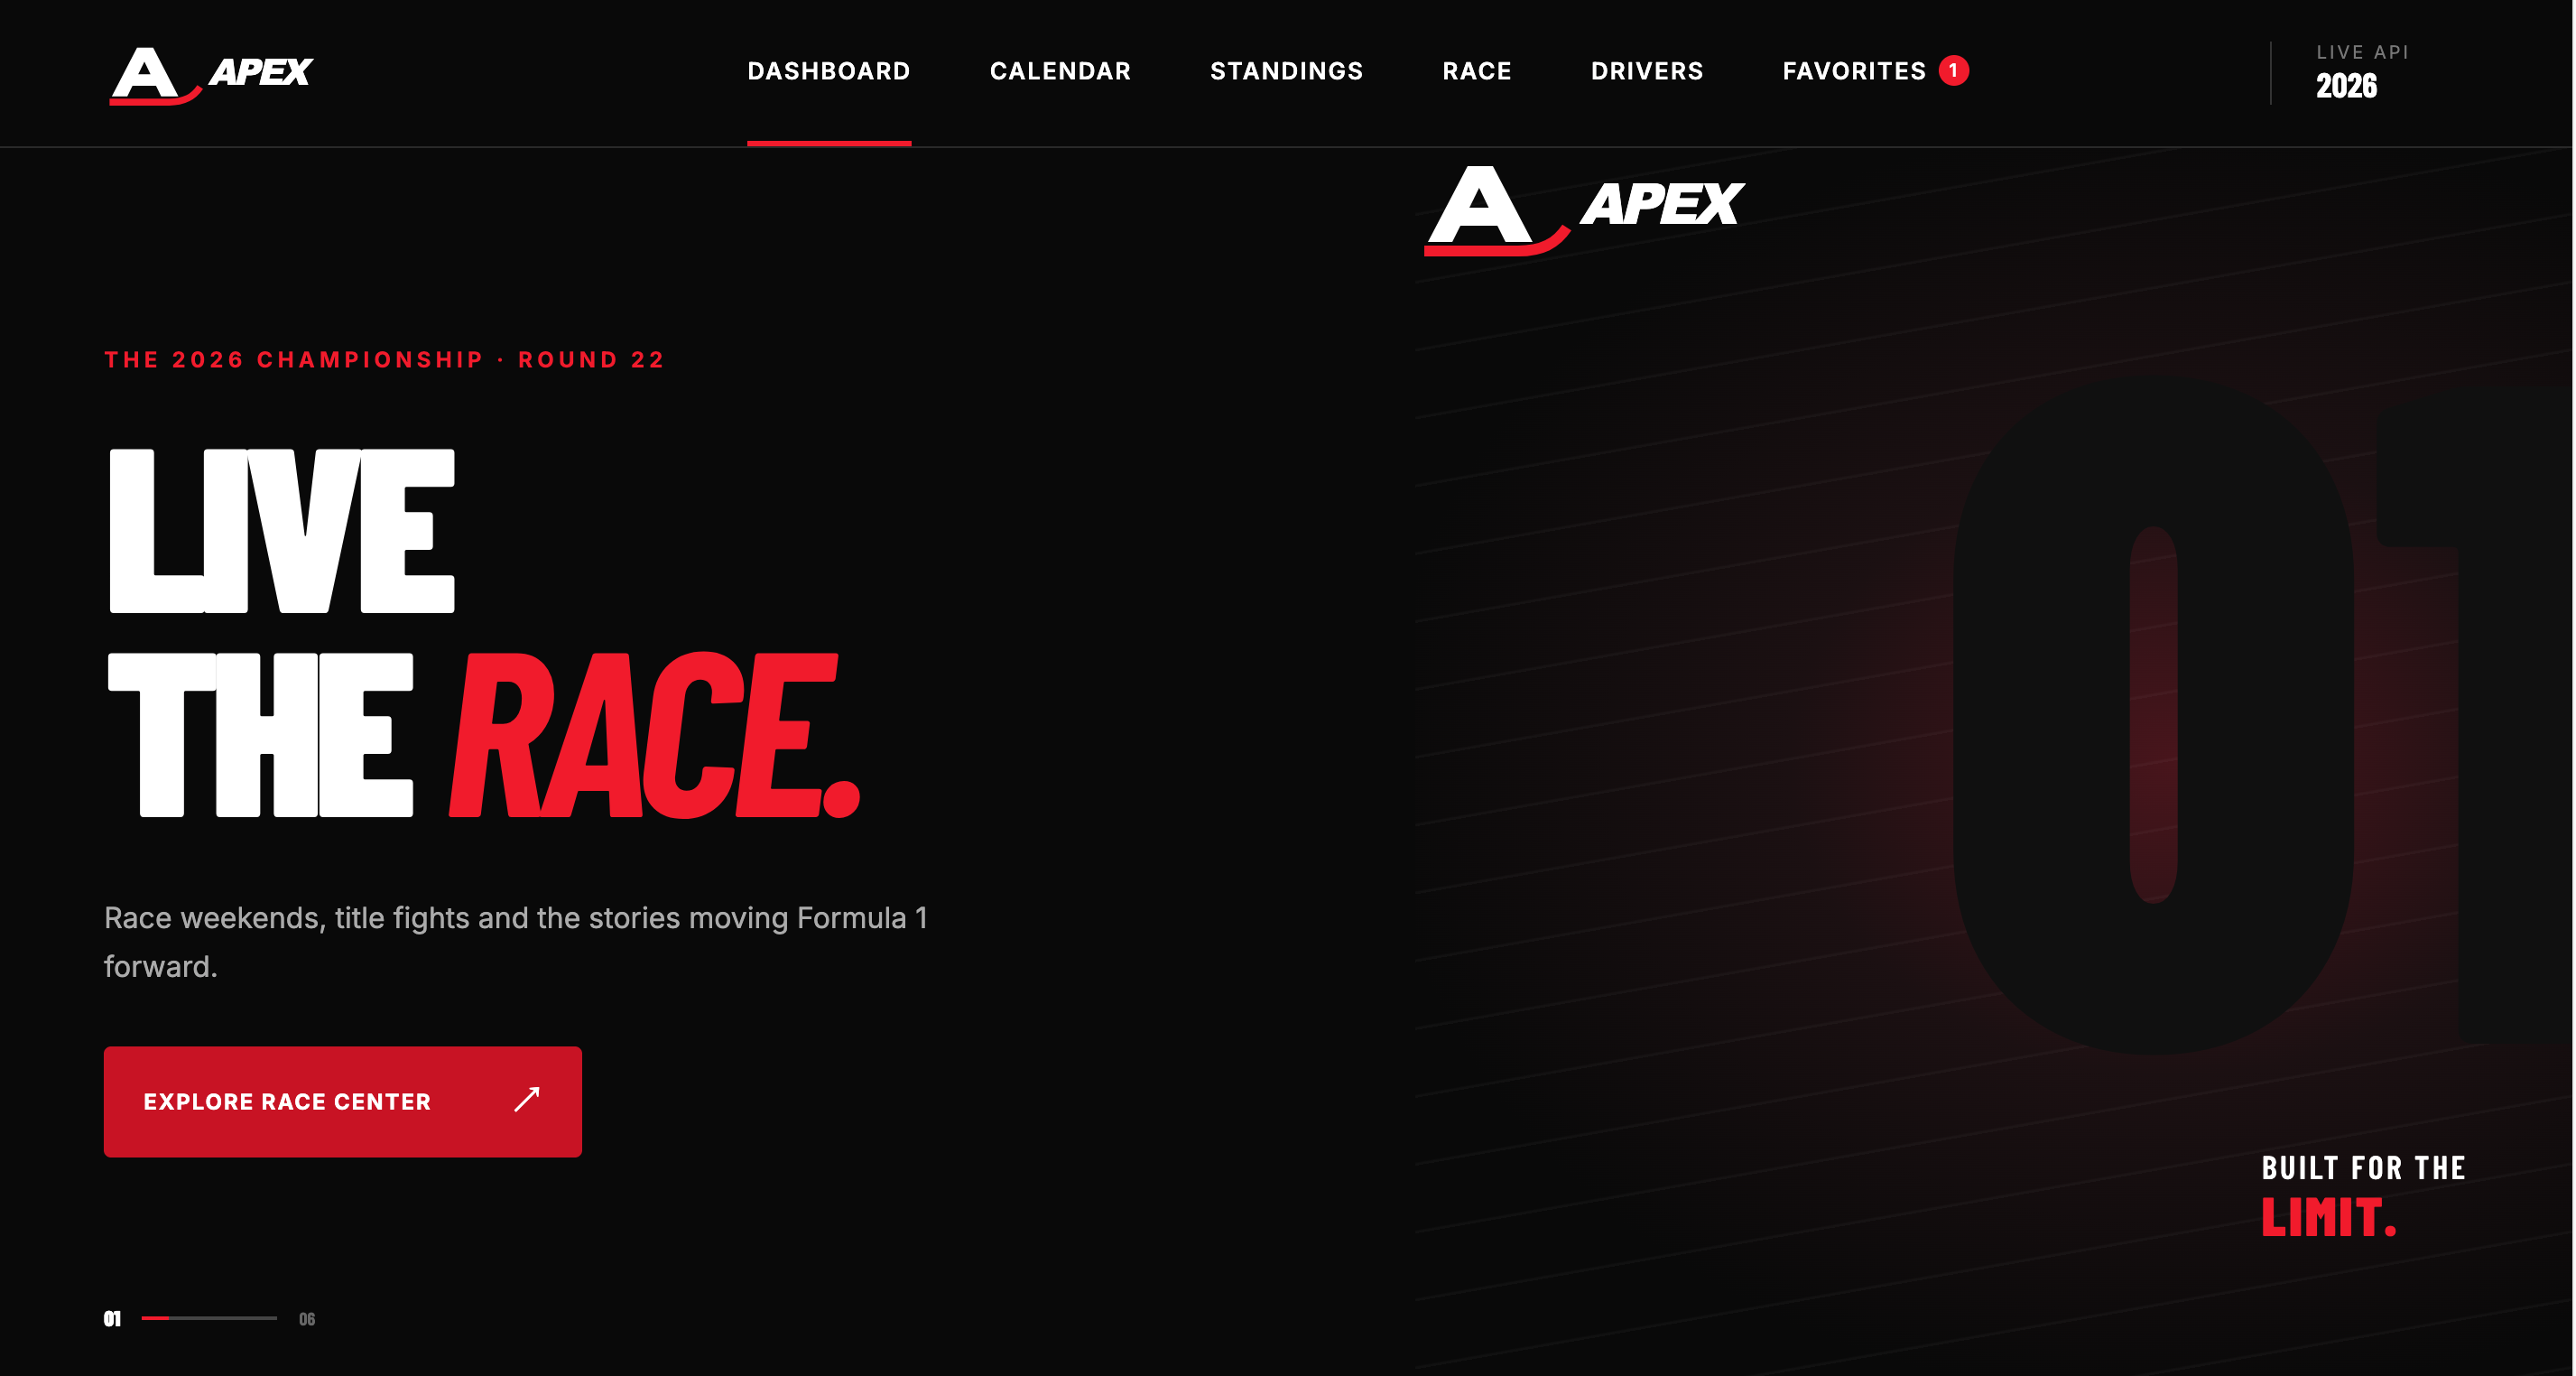 A APEX
DASHBOARD CALENDAR STANDINGS RACE DRIVERS FAVORITES 1
LIVE API
2026
A APEX
THE 2026 CHAMPIONSHIP · ROUND 22
LIVE
THE RACE.
Race weekends, title fights and the stories moving Formula 1
forward.
EXPLORE RACE CENTER ↗
01
BUILT FOR THE
LIMIT.
01 06